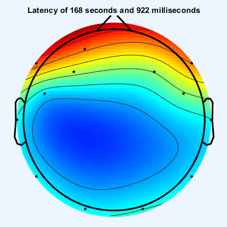 Latency of 168 seconds and 922 milliseconds